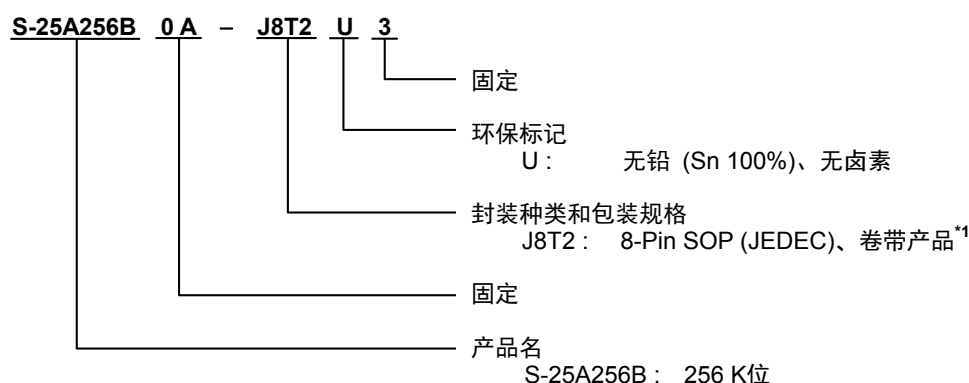 S-25A256B 0 A – J8T2 U 3
固定
环保标记
U : 无铅 (Sn 100%)、无卤素
封装种类和包装规格
J8T2 : 8-Pin SOP (JEDEC)、卷带产品*1
固定
产品名
S-25A256B : 256 K位